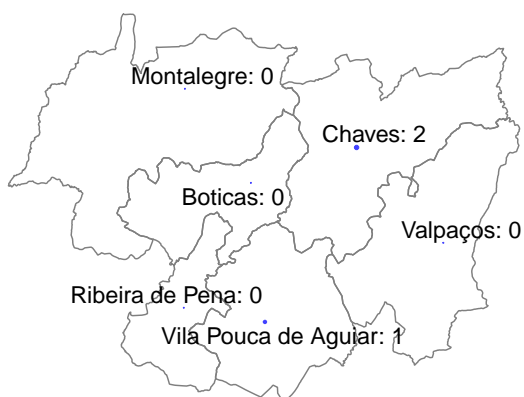 Montalegre: 0
Chaves: 2
Boticas: 0
Valpaços: 0
Ribeira de Pena: 0
Vila Pouca de Aguiar: 1